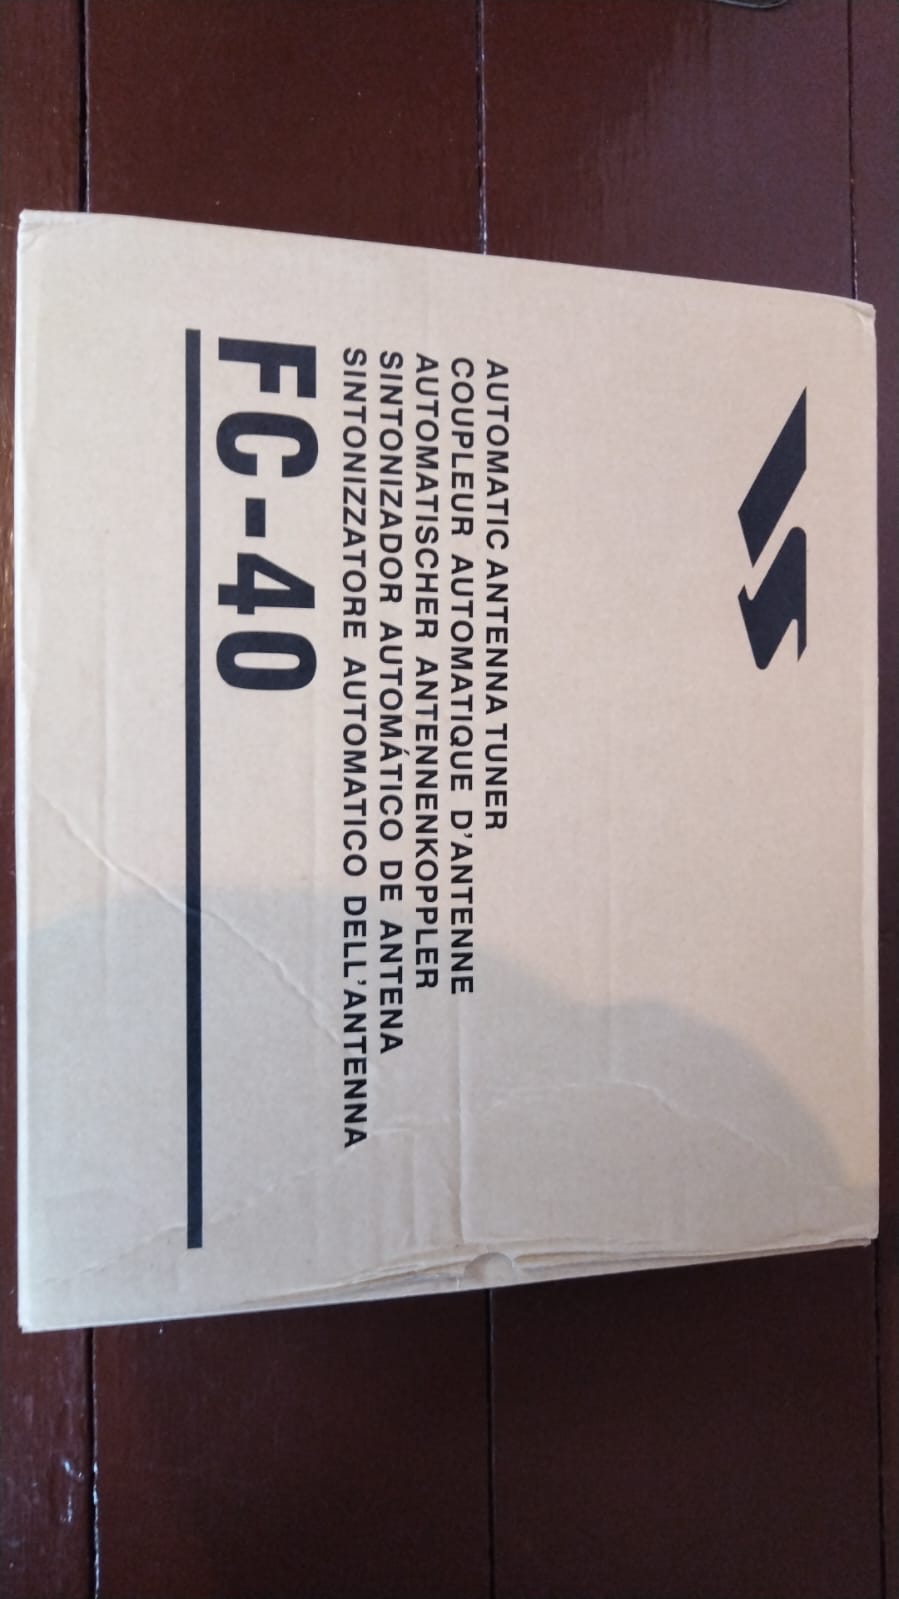 AUTOMATIC ANTENNA TUNER
COUPLEUR AUTOMATIQUE D'ANTENNE
AUTOMATISCHER ANTENNENKOPPLER
SINTONIZADOR AUTOMÁTICO DE ANTENA
SINTONIZZATORE AUTOMATICO DELL'ANTENNA
FC-40